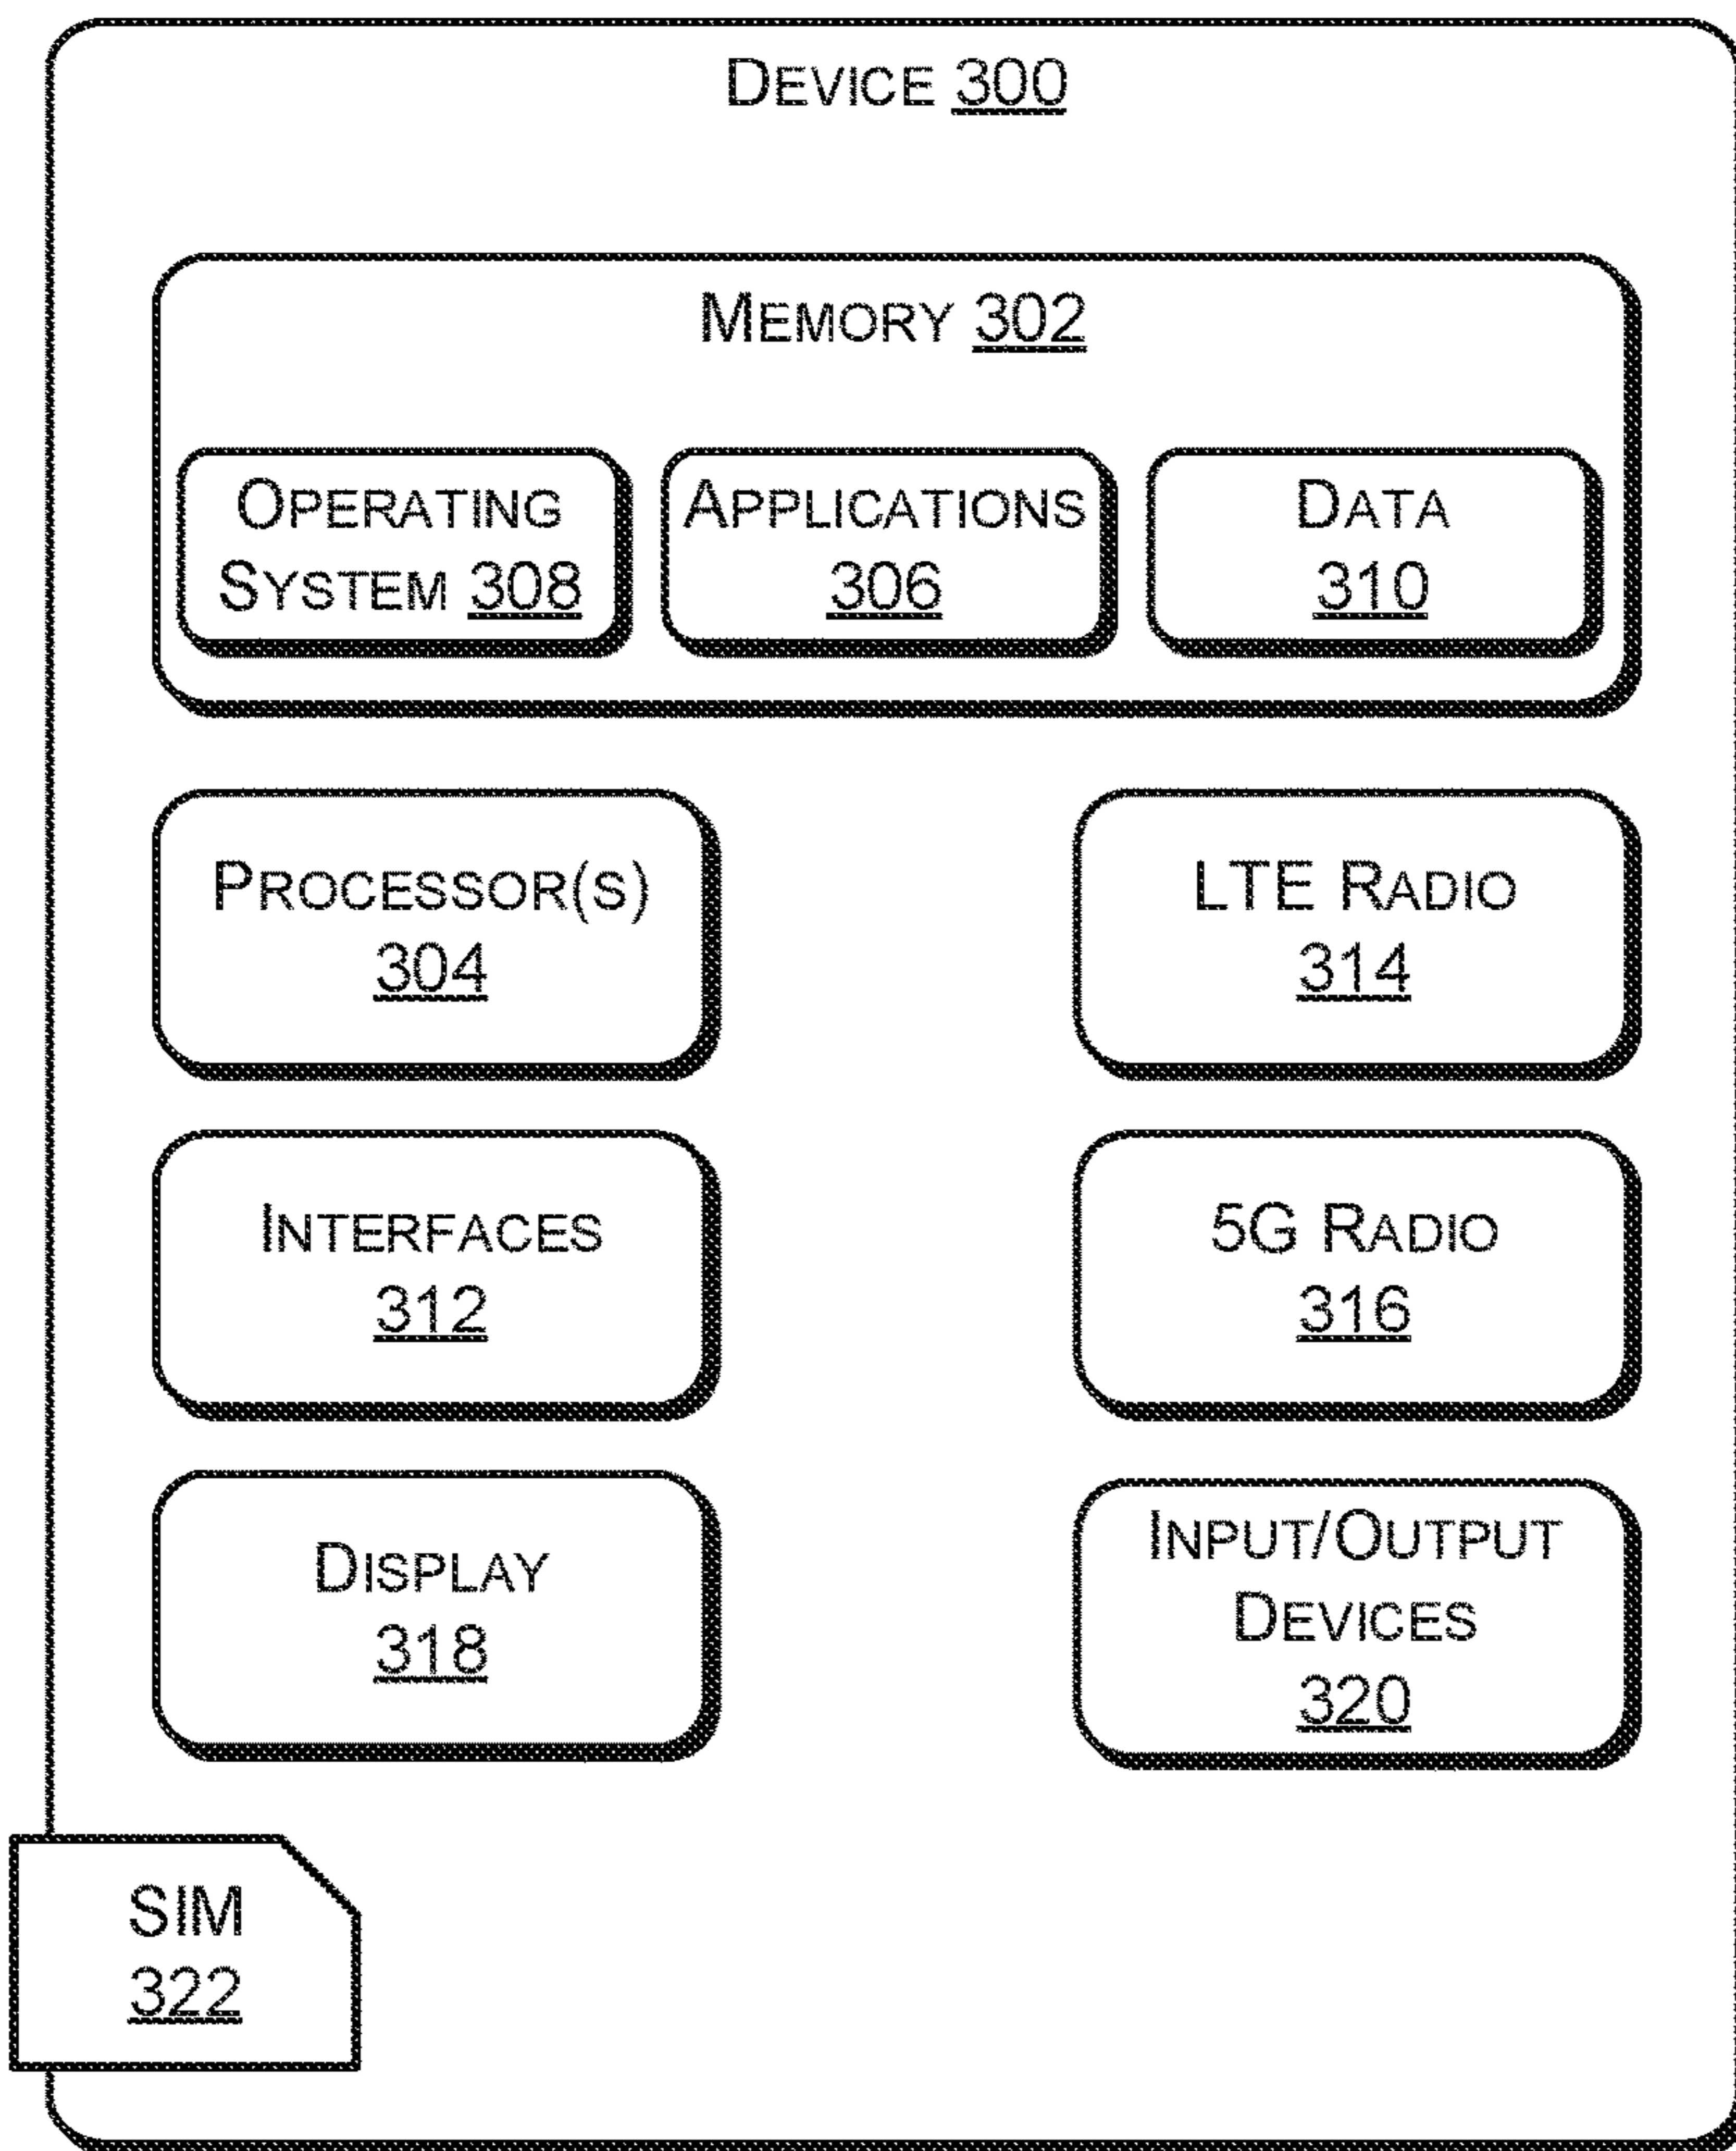 DEVICE 300
MEMORY 302
OPERATING
SYSTEM 308
APPLICATIONS
306
DATA
310
PROCESSOR(S)
304
LTE RADIO
314
INTERFACES
312
5G RADIO
316
DISPLAY
318
INPUT/OUTPUT
DEVICES
320
SIM
322